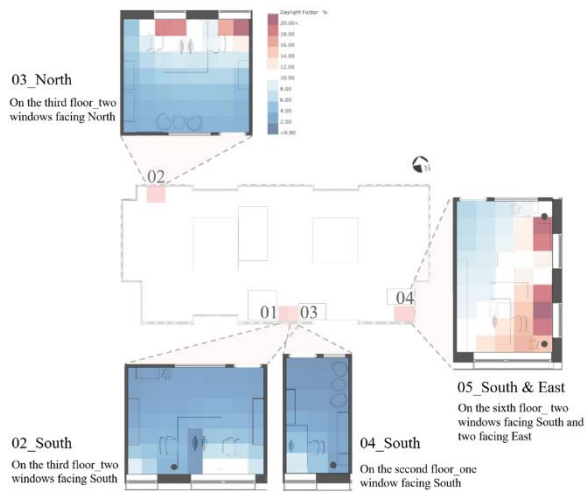 Daylight Factor %
20.00<
18.00
16.00
14.00
12.00
10.00
8.00
6.00
4.00
2.00
<0.00
03_North
On the third floor_two
windows facing North
N
02
01
03
04
02_South
On the third floor_two
windows facing South
04_South
On the second floor_one
window facing South
05_South & East
On the sixth floor_ two
windows facing South and
two facing East